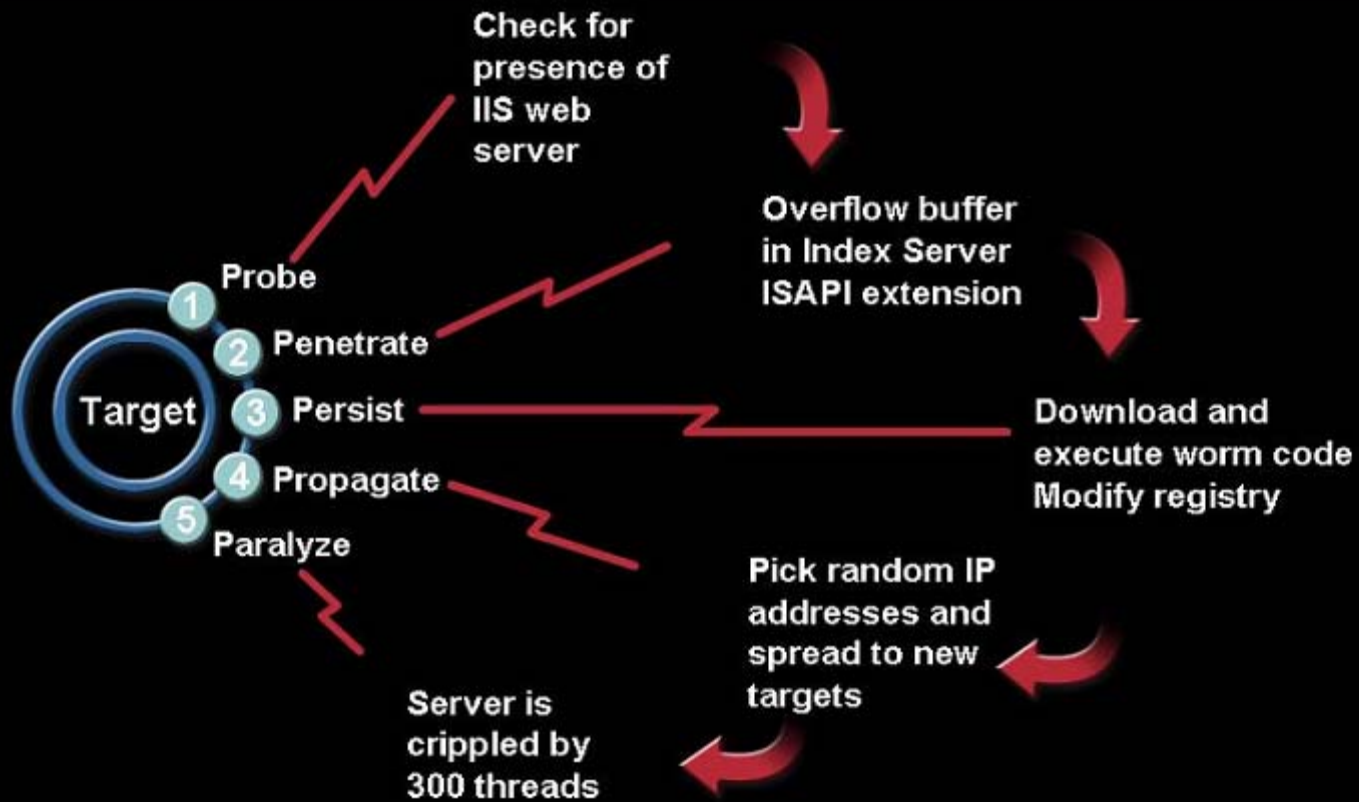 Check for
presence of
IIS web
server
Overflow buffer
in Index Server
ISAPI extension
Probe
1
2
Penetrate
Target
3
Persist
Download and
execute worm code
Modify registry
4
Propagate
5
Paralyze
Pick random IP
addresses and
spread to new
targets
Server is
crippled by
300 threads